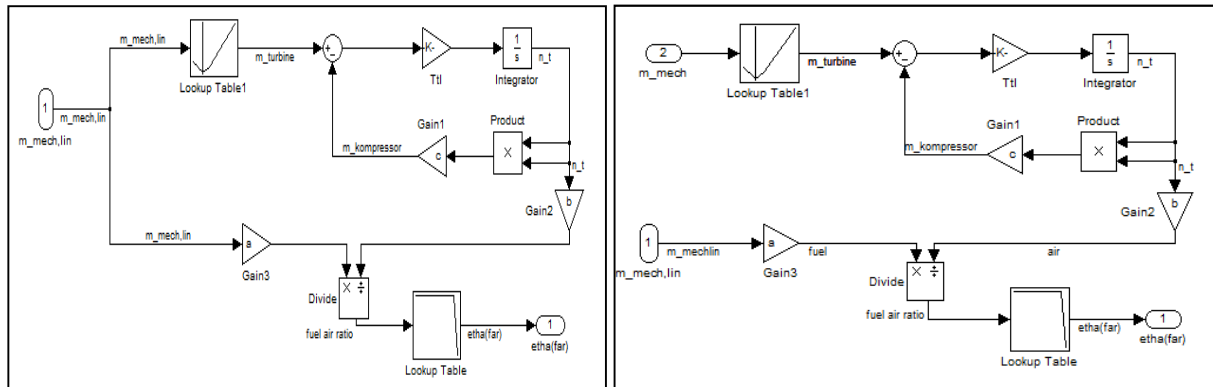 m_mech,lin
Lookup Table1
m_turbine
+
−
K-
Ttl
1
s
Integrator
n_t
1
m_mech,lin
m_mech,lin
Gain1
c
m_kompressor
Product
X
n_t
b
Gain2
m_mech,lin
a
Gain3
X ÷
Divide
fuel air ratio
Lookup Table
etha(far)
1
etha(far)
2
m_mech
Lookup Table1
m_turbine
+
−
K-
Ttl
1
s
Integrator
n_t
Gain1
c
m_kompressor
Product
X
n_t
b
Gain2
1
m_mech,lin
m_mechlin
a
Gain3
fuel
air
X ÷
Divide
fuel air ratio
Lookup Table
etha(far)
1
etha(far)